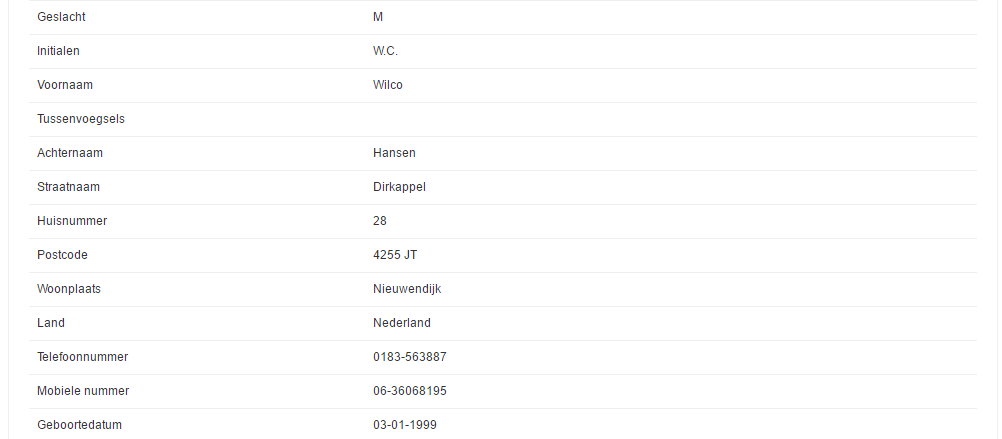 Geslacht M
Initialen W.C.
Voornaam Wilco
Tussenvoegsels
Achternaam Hansen
Straatnaam Dirkappel
Huisnummer 28
Postcode 4255 JT
Woonplaats Nieuwendijk
Land Nederland
Telefoonnummer 0183-563887
Mobiele nummer 06-36068195
Geboortedatum 03-01-1999